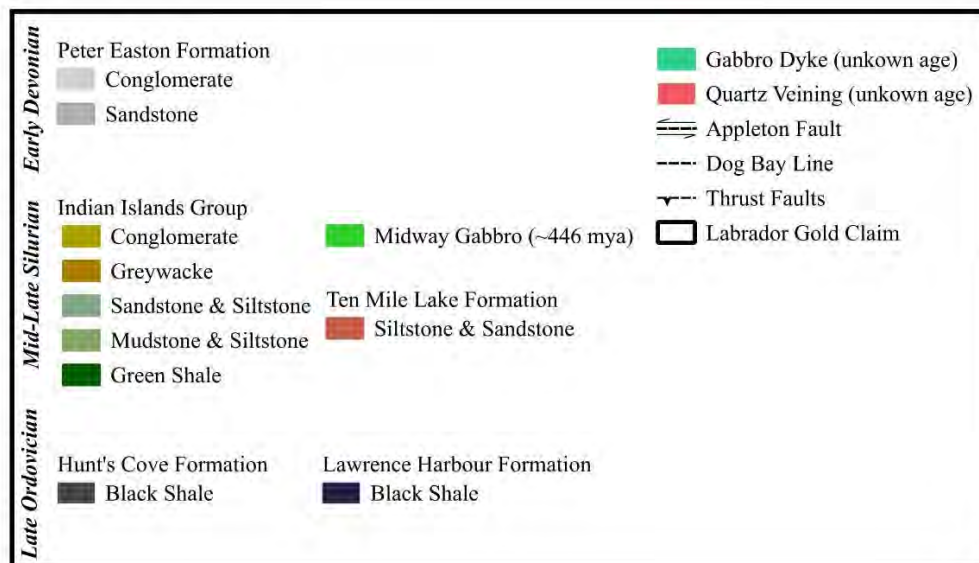 Early Devonian
Peter Easton Formation
Conglomerate
Sandstone
Mid-Late Silurian
Indian Islands Group
Conglomerate
Greywacke
Sandstone & Siltstone
Mudstone & Siltstone
Green Shale
Midway Gabbro (~446 mya)
Ten Mile Lake Formation
Siltstone & Sandstone
Late Ordovician
Hunt's Cove Formation
Black Shale
Lawrence Harbour Formation
Black Shale
Gabbro Dyke (unkown age)
Quartz Veining (unkown age)
Appleton Fault
Dog Bay Line
Thrust Faults
Labrador Gold Claim